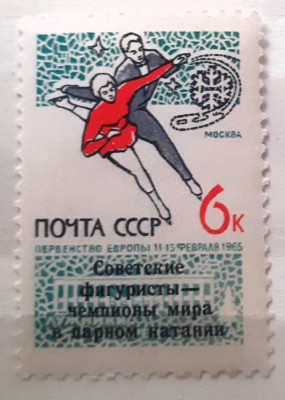 МОСКВА
ПОЧТА СССР 6К
ПЕРВЕНСТВО ЕВРОПЫ 11-15 ФЕВРАЛЯ 1965
Советские
фигуристы—
чемпионы мира
в парном катании